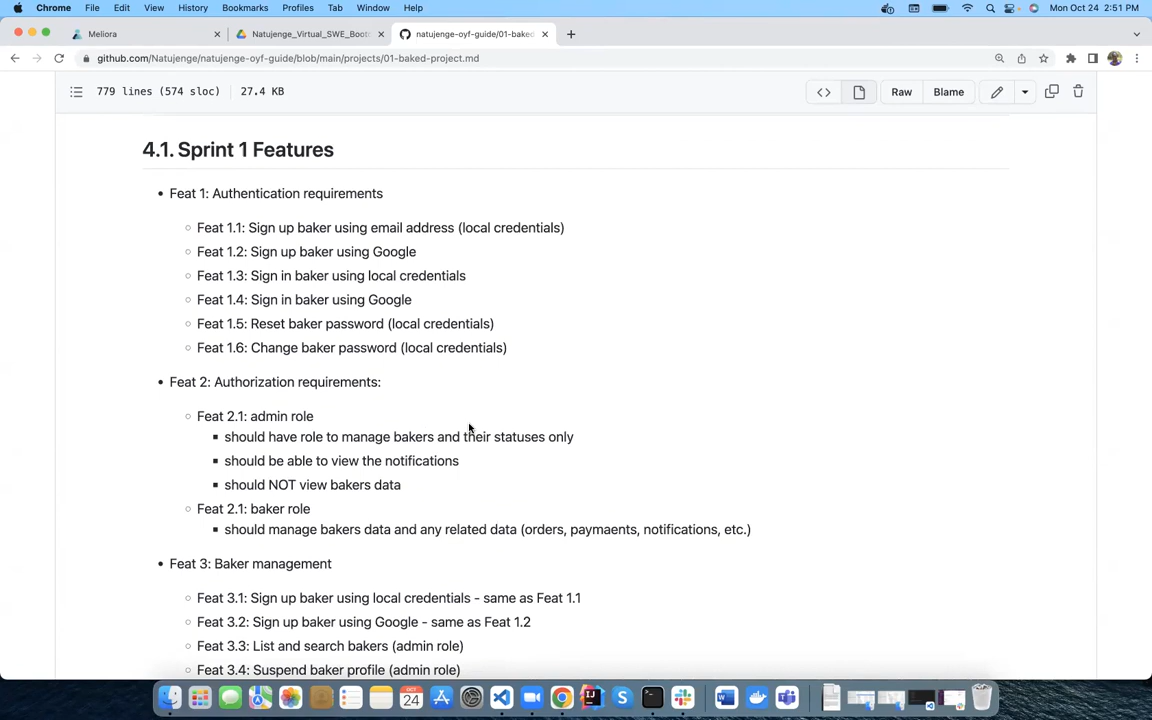 Chrome File Edit View History Bookmarks Profiles Tab Window Help Mon Oct 24 2:51 PM
Meliora Natujenge_Virtual_SWE_Boot natujenge-oyf-guide/01-baked-
github.com/Natujenge/natujenge-oyf-guide/blob/main/projects/01-baked-project.md
779 lines (574 sloc) 27.4 KB Raw Blame
4.1. Sprint 1 Features
• Feat 1: Authentication requirements
Feat 1.1: Sign up baker using email address (local credentials)
Feat 1.2: Sign up baker using Google
Feat 1.3: Sign in baker using local credentials
Feat 1.4: Sign in baker using Google
Feat 1.5: Reset baker password (local credentials)
Feat 1.6: Change baker password (local credentials)
• Feat 2: Authorization requirements:
Feat 2.1: admin role
should have role to manage bakers and their statuses only
should be able to view the notifications
should NOT view bakers data
Feat 2.1: baker role
should manage bakers data and any related data (orders, paymaents, notifications, etc.)
• Feat 3: Baker management
Feat 3.1: Sign up baker using local credentials - same as Feat 1.1
Feat 3.2: Sign up baker using Google - same as Feat 1.2
Feat 3.3: List and search bakers (admin role)
Feat 3.4: Suspend baker profile (admin role)
OCT
24